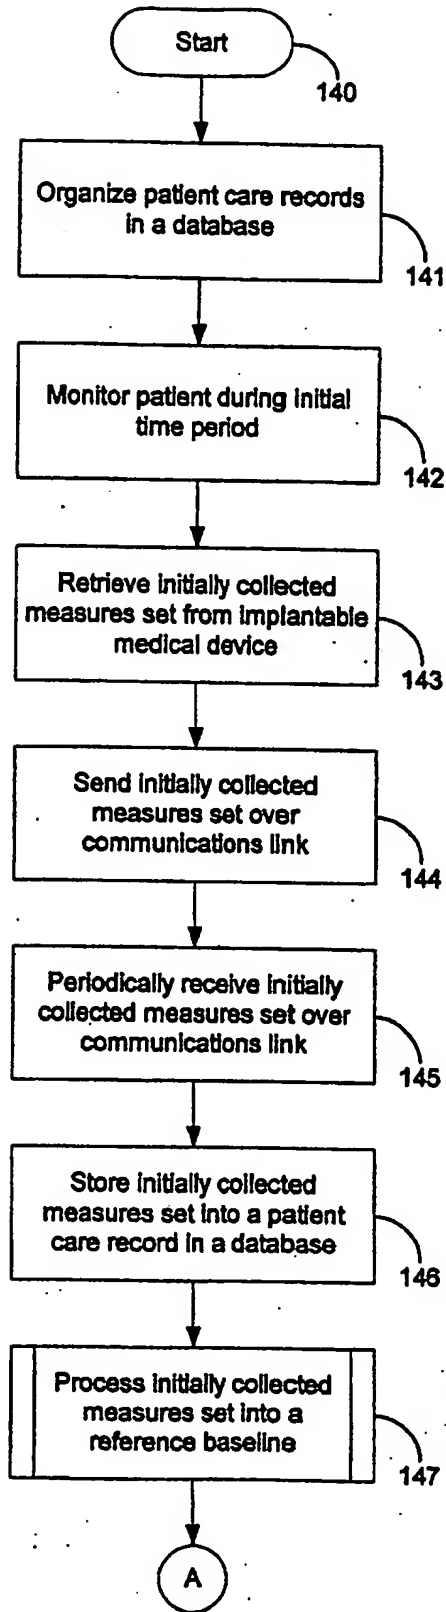 Start
140
Organize patient care records
in a database
141
Monitor patient during initial
time period
142
Retrieve initially collected
measures set from implantable
medical device
143
Send initially collected
measures set over
communications link
144
Periodically receive initially
collected measures set over
communications link
145
Store initially collected
measures set into a patient
care record in a database
146
Process initially collected
measures set into a
reference baseline
147
A